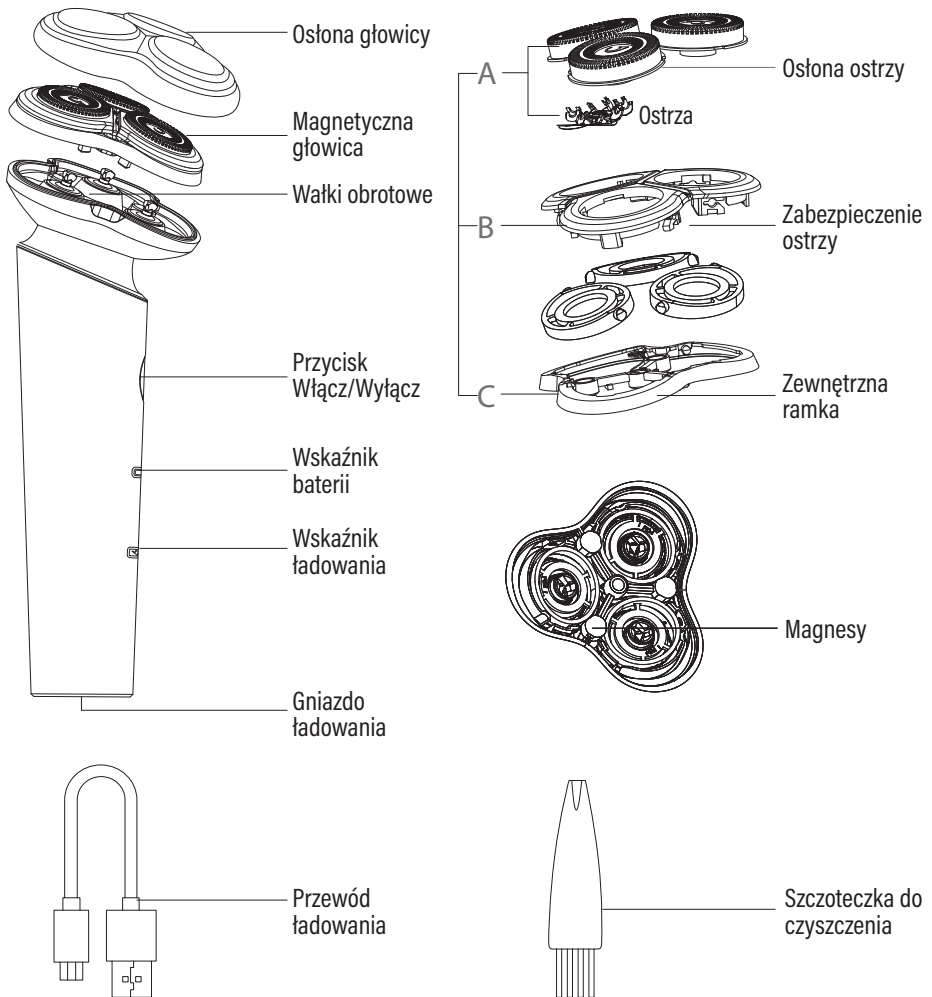 Osłona głowicy
Magnetyczna
głowica
Wałki obrotowe
Przycisk
Włącz/Wyłącz
Wskaźnik
baterii
Wskaźnik
ładowania
Gniazdo
ładowania
A
Osłona ostrzy
Ostrza
B
Zabezpieczenie
ostrzy
C
Zewnętrzna
ramka
Magnesy
Przewód
ładowania
Szczoteczka do
czyszczenia